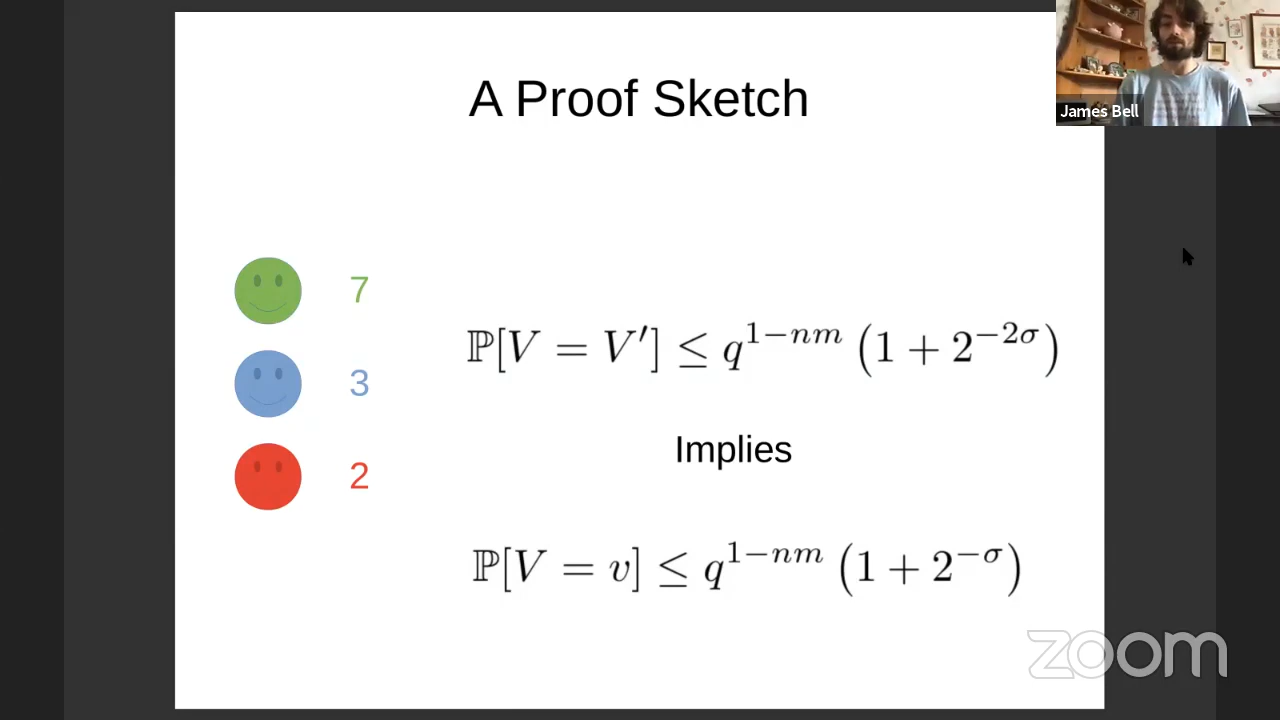 A Proof Sketch
James Bell
7
3
2
ℙ[V = V′] ≤ q^{1−nm} (1 + 2^{−2σ})
Implies
ℙ[V = v] ≤ q^{1−nm} (1 + 2^{−σ})
zoom